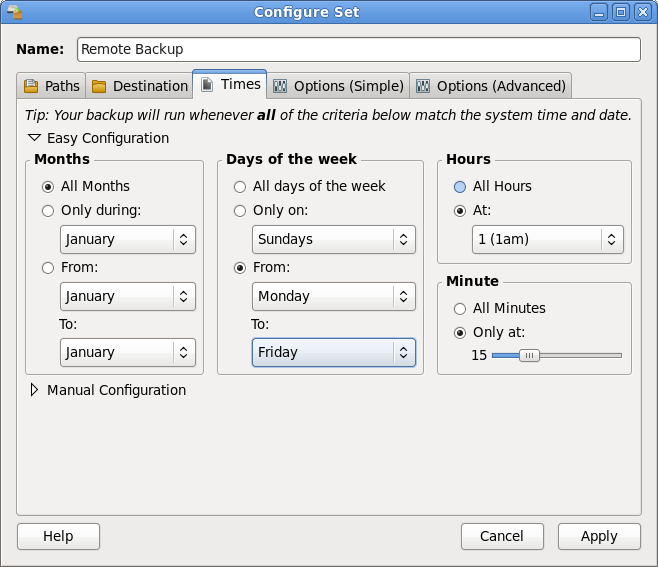 Configure Set
Name: Remote Backup
Paths Destination Times Options (Simple) Options (Advanced)
Tip: Your backup will run whenever all of the criteria below match the system time and date.
Easy Configuration
Months
All Months
Only during:
January
From:
January
To:
January
Days of the week
All days of the week
Only on:
Sundays
From:
Monday
To:
Friday
Hours
All Hours
At:
1 (1am)
Minute
All Minutes
Only at:
15
Manual Configuration
Help Cancel Apply